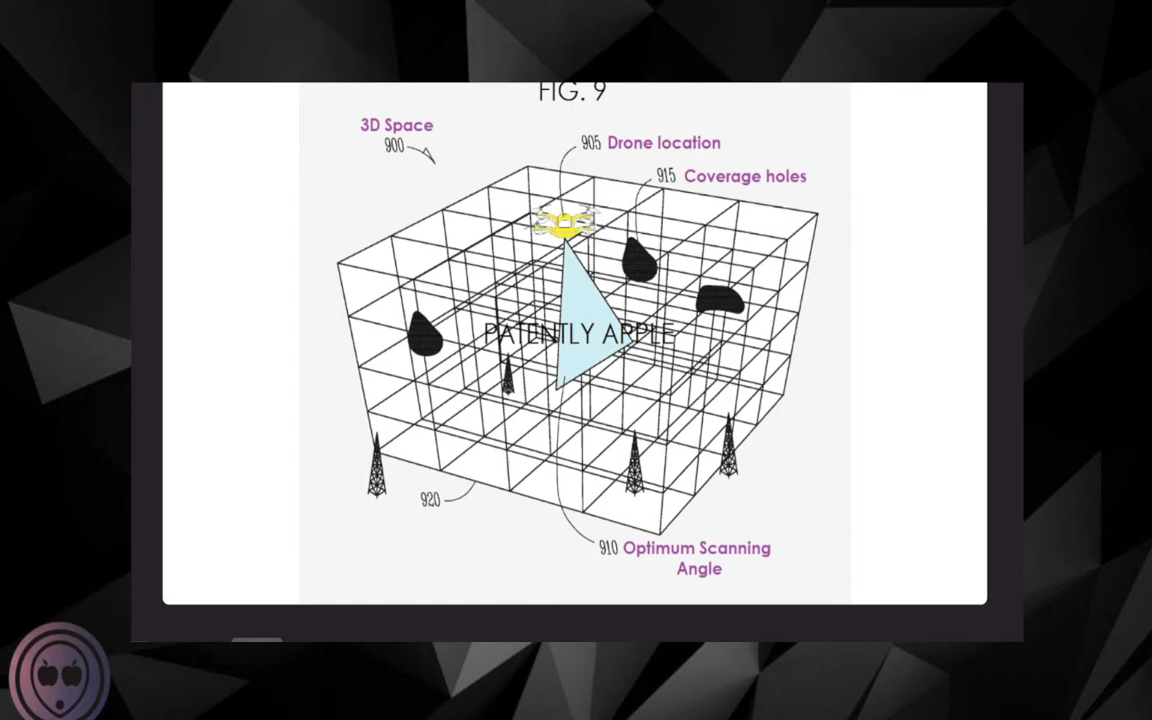 FIG. 9
3D Space
900
905 Drone location
915 Coverage holes
PATENTLY APPLE
920
910 Optimum Scanning
Angle